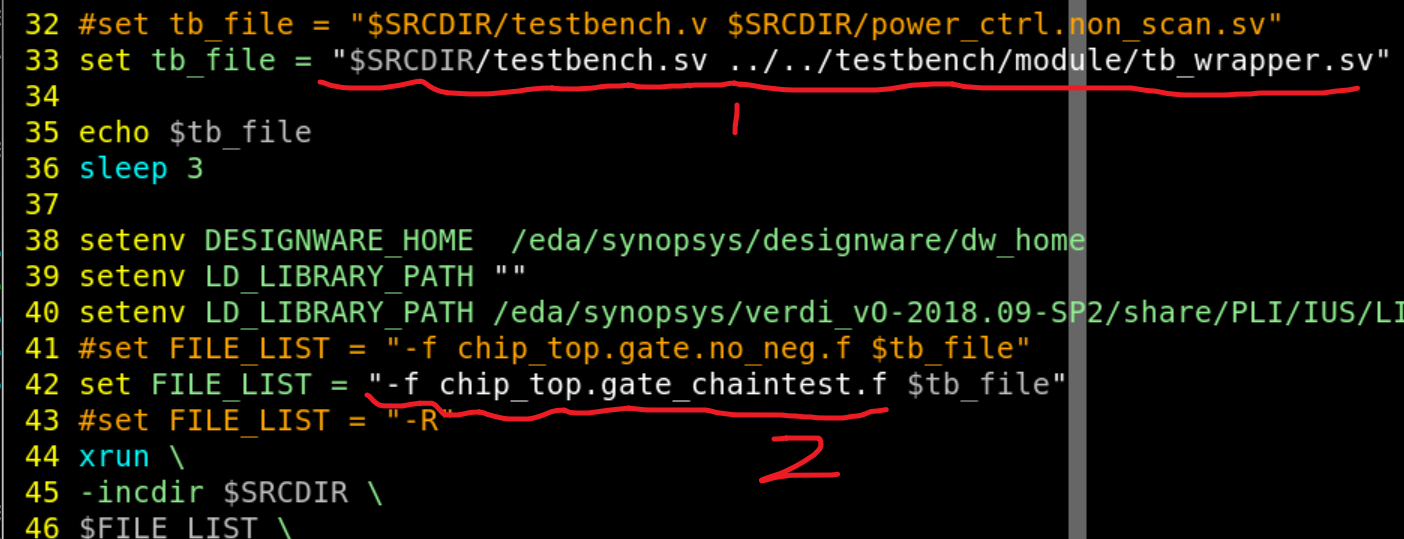 32 #set tb_file = "$SRCDIR/testbench.v $SRCDIR/power_ctrl.non_scan.sv"
33 set tb_file = "$SRCDIR/testbench.sv ../../testbench/module/tb_wrapper.sv"
1
34
35 echo $tb_file
36 sleep 3
37
38 setenv DESIGNWARE_HOME  /eda/synopsys/designware/dw_home
39 setenv LD_LIBRARY_PATH ""
40 setenv LD_LIBRARY_PATH /eda/synopsys/verdi_vO-2018.09-SP2/share/PLI/IUS/LI
41 #set FILE_LIST = "-f chip_top.gate.no_neg.f $tb_file"
42 set FILE_LIST = "-f chip_top.gate_chaintest.f $tb_file"
43 #set FILE_LIST = "-R"
2
44 xrun \
45 -incdir $SRCDIR \
46 $FILE_LIST \